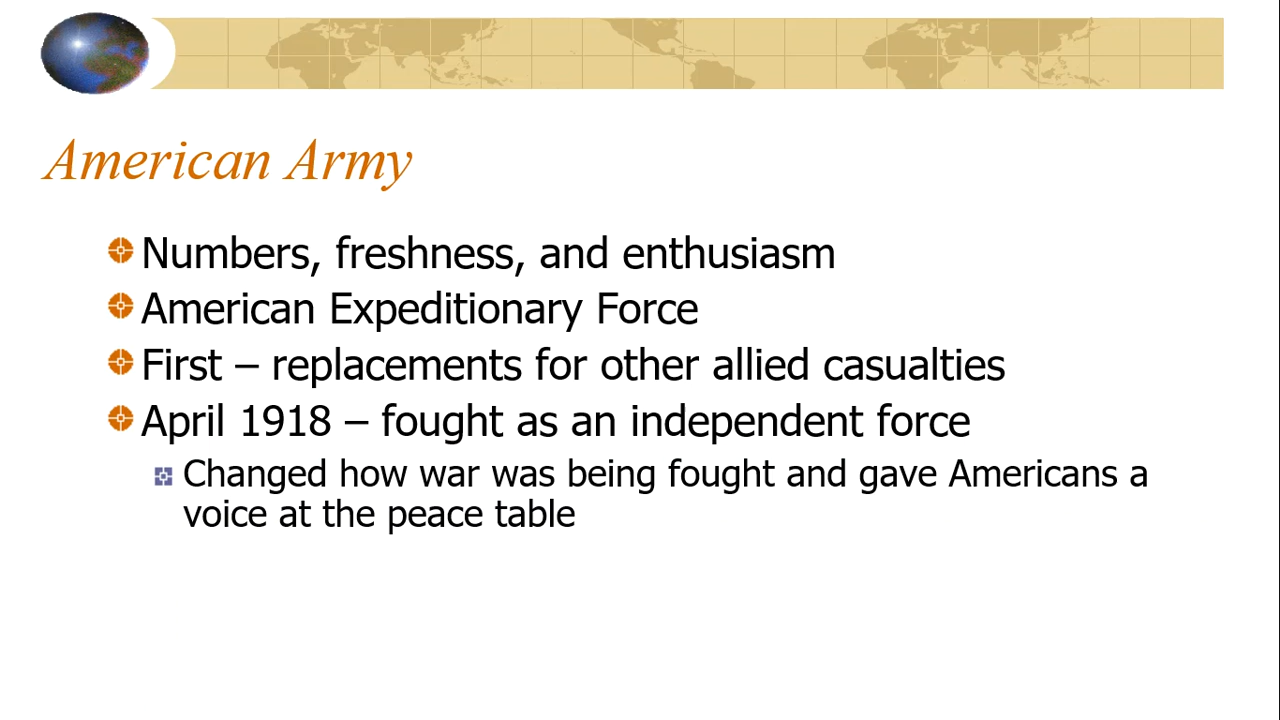 American Army
Numbers, freshness, and enthusiasm
American Expeditionary Force
First – replacements for other allied casualties
April 1918 – fought as an independent force
Changed how war was being fought and gave Americans a
voice at the peace table